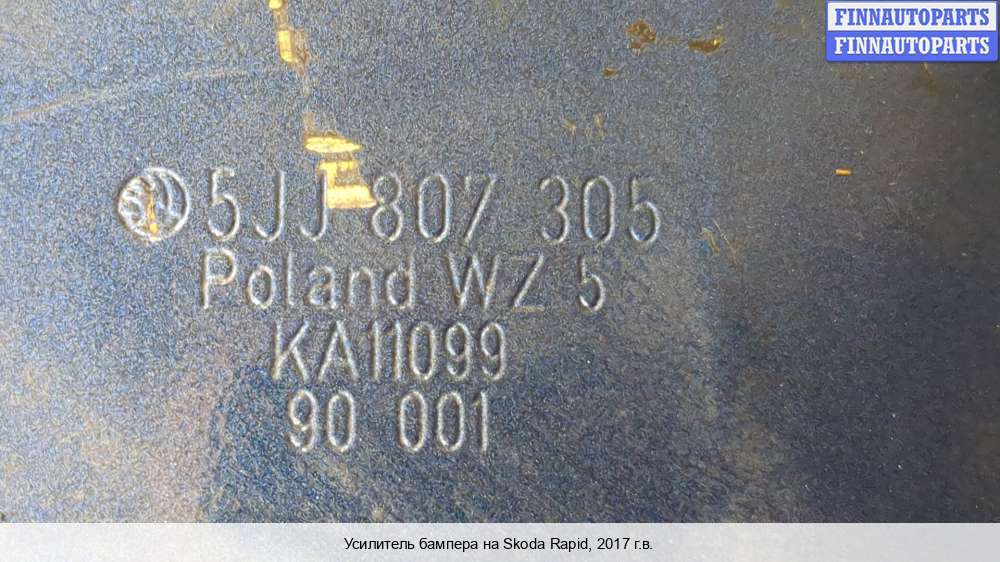 FINNAUTOPARTS
FINNAUTOPARTS
5JJ 807 305
Poland WZ 5
KA11099
90 001
Усилитель бампера на Skoda Rapid, 2017 г.в.